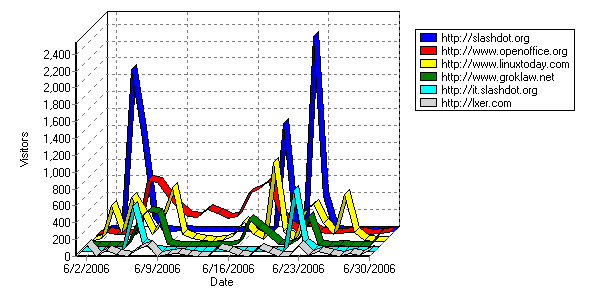 2,400
2,200
2,000
1,800
1,600
1,400
1,200
1,000
800
600
400
200
0
Visitors
6/2/2006 6/9/2006 6/16/2006 6/23/2006 6/30/2006
Date
http://slashdot.org
http://www.openoffice.org
http://www.linuxtoday.com
http://www.groklaw.net
http://it.slashdot.org
http://lxer.com